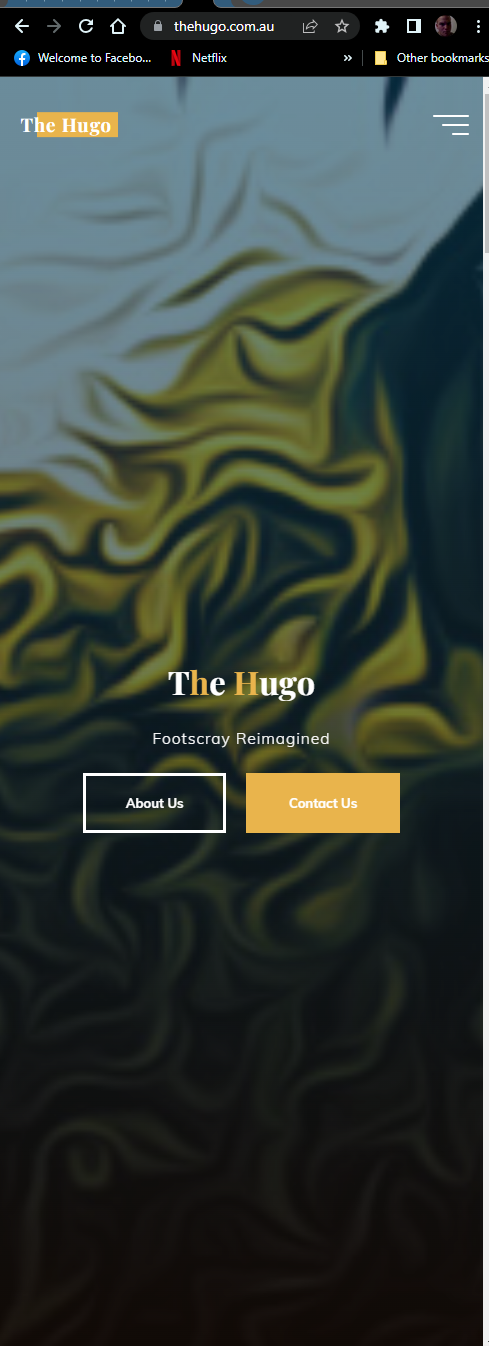 thehugo.com.au
Welcome to Facebo...
Netflix
»
Other bookmarks
The Hugo
The Hugo
Footscray Reimagined
About Us
Contact Us